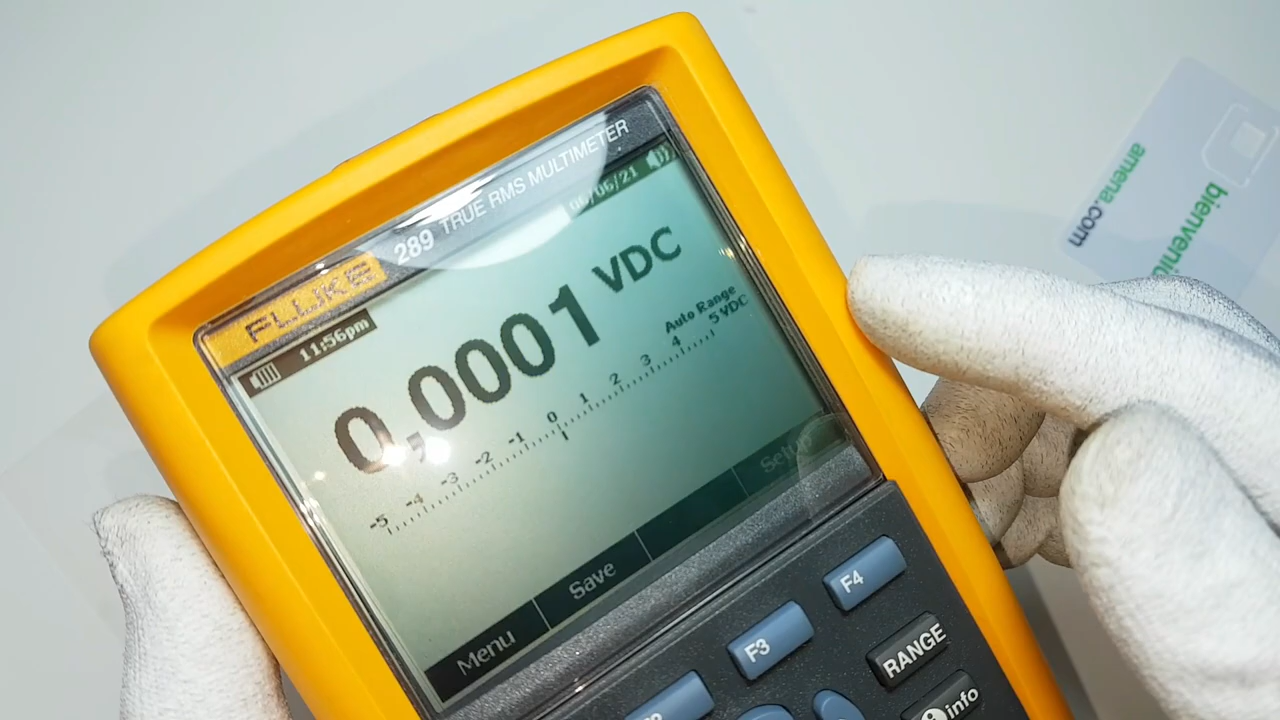 FLUKE 289 TRUE RMS MULTIMETER
11:56pm 06/06/21
0,0001 VDC
Auto Range
5 VDC
-5 -4 -3 -2 -1 0 1 2 3 4
Menu Save Setup
F3 F4
RANGE
info
amena.com